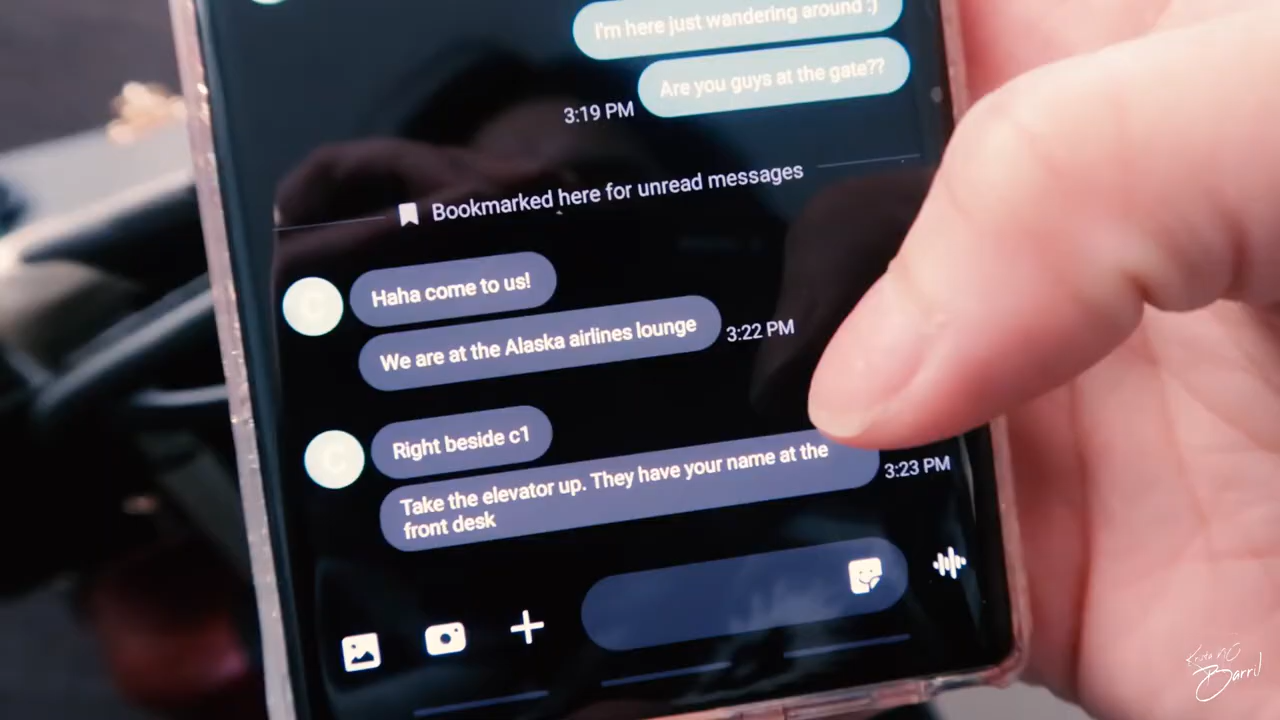 I'm here just wandering around :)
Are you guys at the gate??
3:19 PM
Bookmarked here for unread messages
Haha come to us!
We are at the Alaska airlines lounge
3:22 PM
Right beside c1
Take the elevator up. They have your name at the
front desk
3:23 PM
Barril